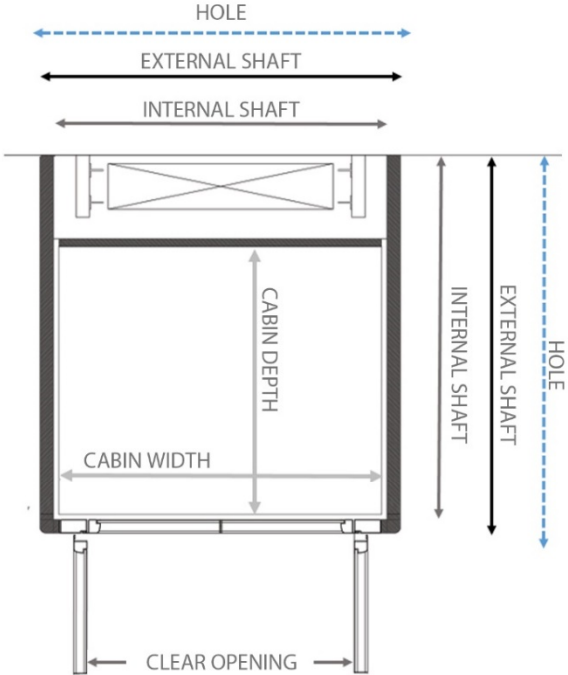 HOLE
EXTERNAL SHAFT
INTERNAL SHAFT
CABIN DEPTH
INTERNAL SHAFT
EXTERNAL SHAFT
HOLE
CABIN WIDTH
CLEAR OPENING